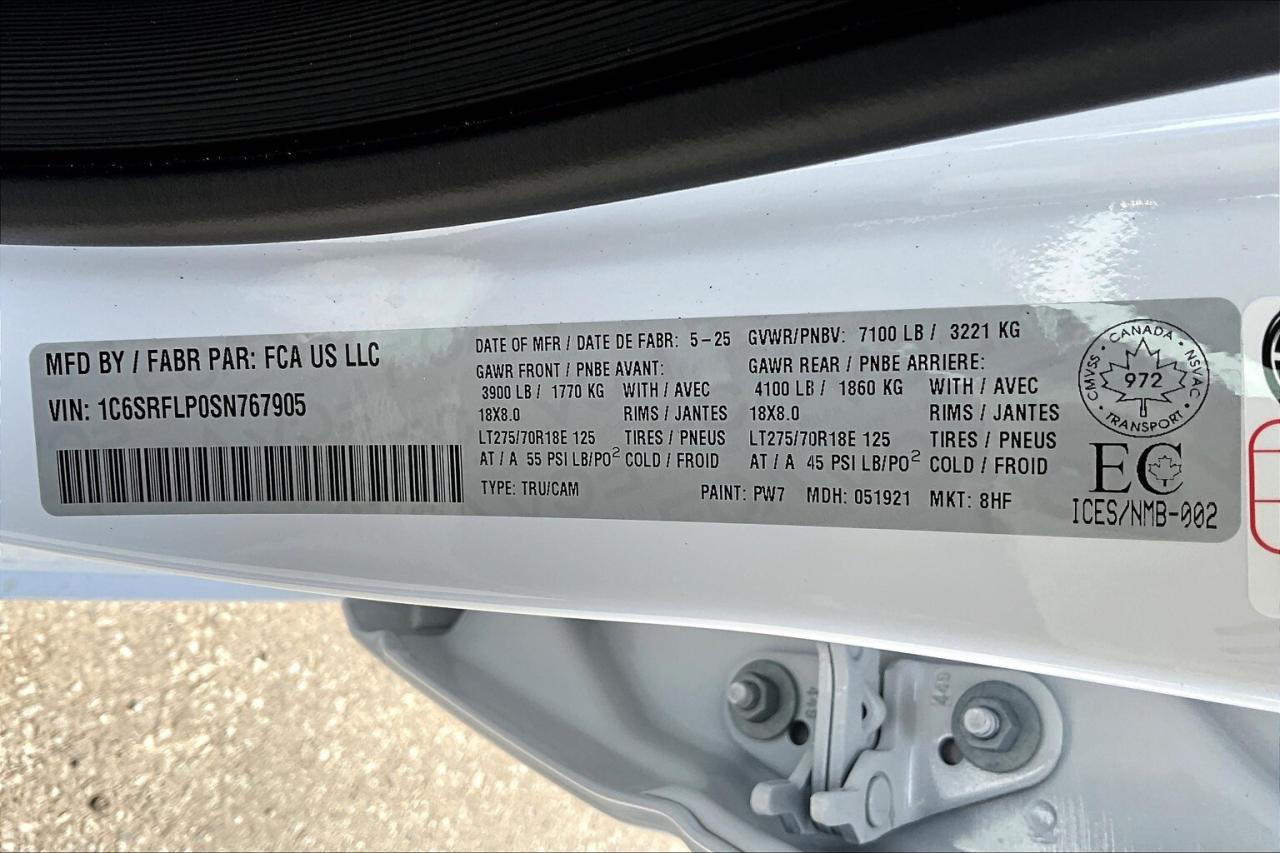 MFD BY / FABR PAR: FCA US LLC
VIN: 1C6SRFLP0SN767905
DATE OF MFR / DATE DE FABR: 5-25
GVWR/PNBV: 7100 LB / 3221 KG
GAWR FRONT / PNBE AVANT:
3900 LB / 1770 KG WITH / AVEC
18X8.0 RIMS / JANTES
LT275/70R18E 125 TIRES / PNEUS
AT / A 55 PSI LB/PO² COLD / FROID
GAWR REAR / PNBE ARRIERE:
4100 LB / 1860 KG WITH / AVEC
18X8.0 RIMS / JANTES
LT275/70R18E 125 TIRES / PNEUS
AT / A 45 PSI LB/PO² COLD / FROID
TYPE: TRU/CAM PAINT: PW7 MDH: 051921 MKT: 8HF
CMVSS · CANADA · NSVAC · TRANSPORT ·
972
EC
ICES/NMB-002
449
449